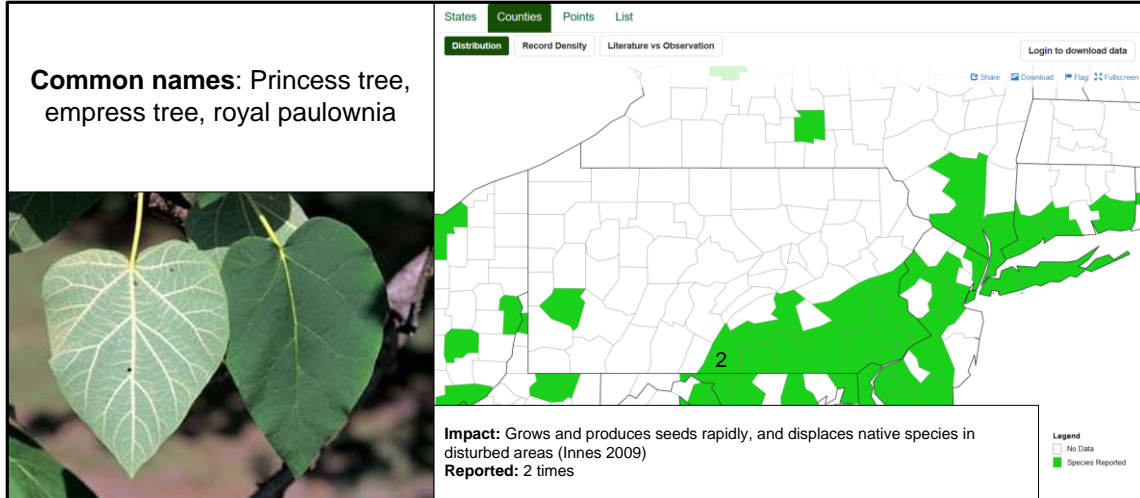 Common names: Princess tree,
empress tree, royal paulownia
States Counties Points List
Distribution Record Density Literature vs Observation
Login to download data
Share Download Flag Fullscreen
2
Impact: Grows and produces seeds rapidly, and displaces native species in
disturbed areas (Innes 2009)
Reported: 2 times
Legend
No Data
Species Reported